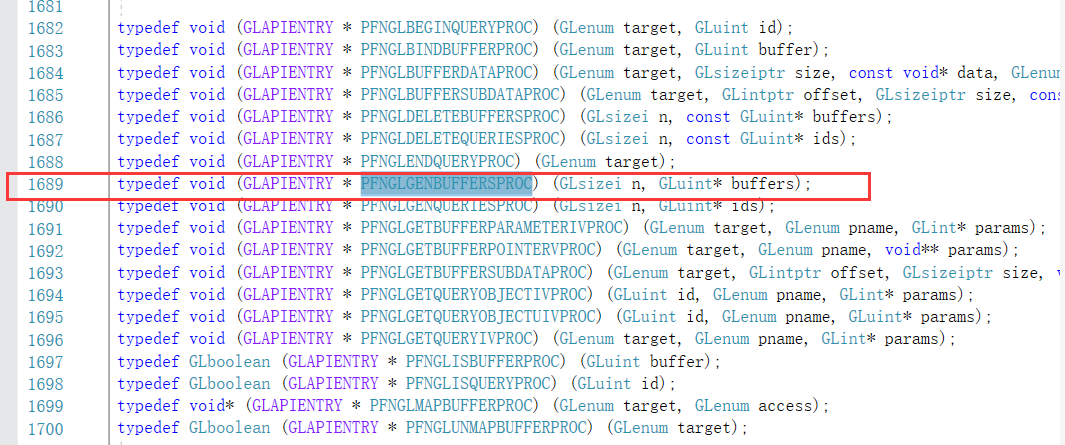 1681
1682 typedef void (GLAPIENTRY * PFNGLBEGINQUERYPROC) (GLenum target, GLuint id);
1683 typedef void (GLAPIENTRY * PFNGLBINDBUFFERPROC) (GLenum target, GLuint buffer);
1684 typedef void (GLAPIENTRY * PFNGLBUFFERDATAPROC) (GLenum target, GLsizeiptr size, const void* data, GLenum
1685 typedef void (GLAPIENTRY * PFNGLBUFFERSUBDATAPROC) (GLenum target, GLintptr offset, GLsizeiptr size, cons
1686 typedef void (GLAPIENTRY * PFNGLDELETEBUFFERSPROC) (GLsizei n, const GLuint* buffers);
1687 typedef void (GLAPIENTRY * PFNGLDELETEQUERIESPROC) (GLsizei n, const GLuint* ids);
1688 typedef void (GLAPIENTRY * PFNGLENDQUERYPROC) (GLenum target);
1689 typedef void (GLAPIENTRY * PFNGLGENBUFFERSPROC) (GLsizei n, GLuint* buffers);
1690 typedef void (GLAPIENTRY * PFNGLGENQUERIESPROC) (GLsizei n, GLuint* ids);
1691 typedef void (GLAPIENTRY * PFNGLGETBUFFERPARAMETERIVPROC) (GLenum target, GLenum pname, GLint* params);
1692 typedef void (GLAPIENTRY * PFNGLGETBUFFERPOINTERVPROC) (GLenum target, GLenum pname, void** params);
1693 typedef void (GLAPIENTRY * PFNGLGETBUFFERSUBDATAPROC) (GLenum target, GLintptr offset, GLsizeiptr size,
1694 typedef void (GLAPIENTRY * PFNGLGETQUERYOBJECTIVPROC) (GLuint id, GLenum pname, GLint* params);
1695 typedef void (GLAPIENTRY * PFNGLGETQUERYOBJECTUIVPROC) (GLuint id, GLenum pname, GLuint* params);
1696 typedef void (GLAPIENTRY * PFNGLGETQUERYIVPROC) (GLenum target, GLenum pname, GLint* params);
1697 typedef GLboolean (GLAPIENTRY * PFNGLISBUFFERPROC) (GLuint buffer);
1698 typedef GLboolean (GLAPIENTRY * PFNGLISQUERYPROC) (GLuint id);
1699 typedef void* (GLAPIENTRY * PFNGLMAPBUFFERPROC) (GLenum target, GLenum access);
1700 typedef GLboolean (GLAPIENTRY * PFNGLUNMAPBUFFERPROC) (GLenum target);